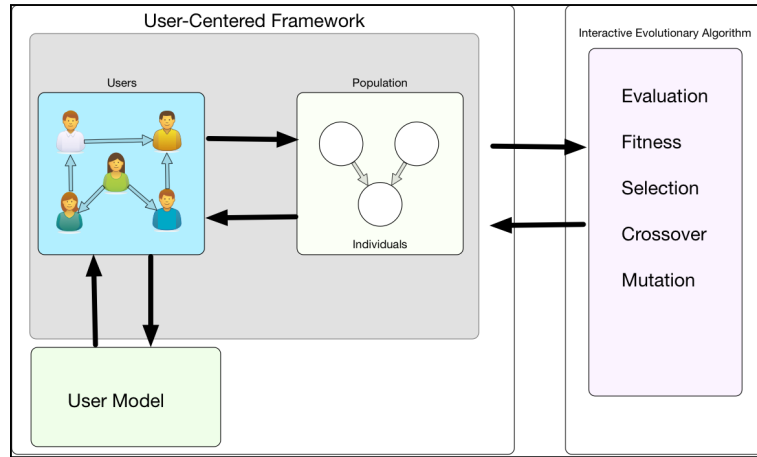 User-Centered Framework
Users
Population
Individuals
User Model
Interactive Evolutionary Algorithm
Evaluation
Fitness
Selection
Crossover
Mutation